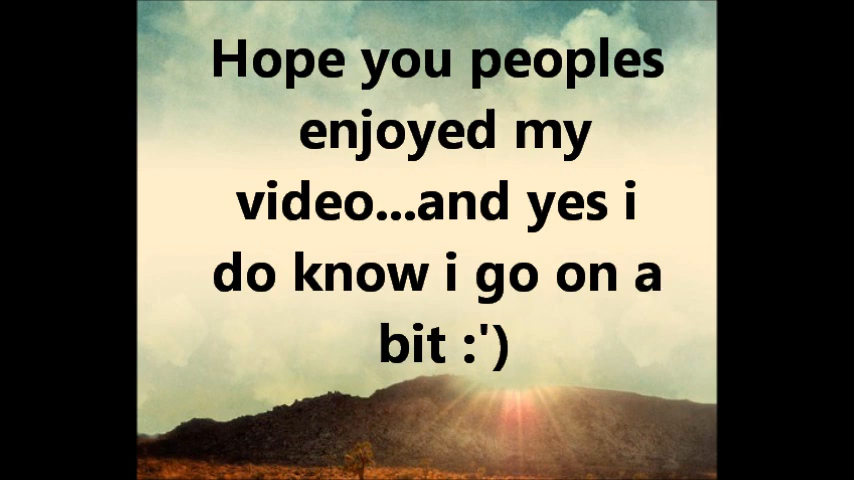 Hope you peoples
enjoyed my
video...and yes i
do know i go on a
bit :')